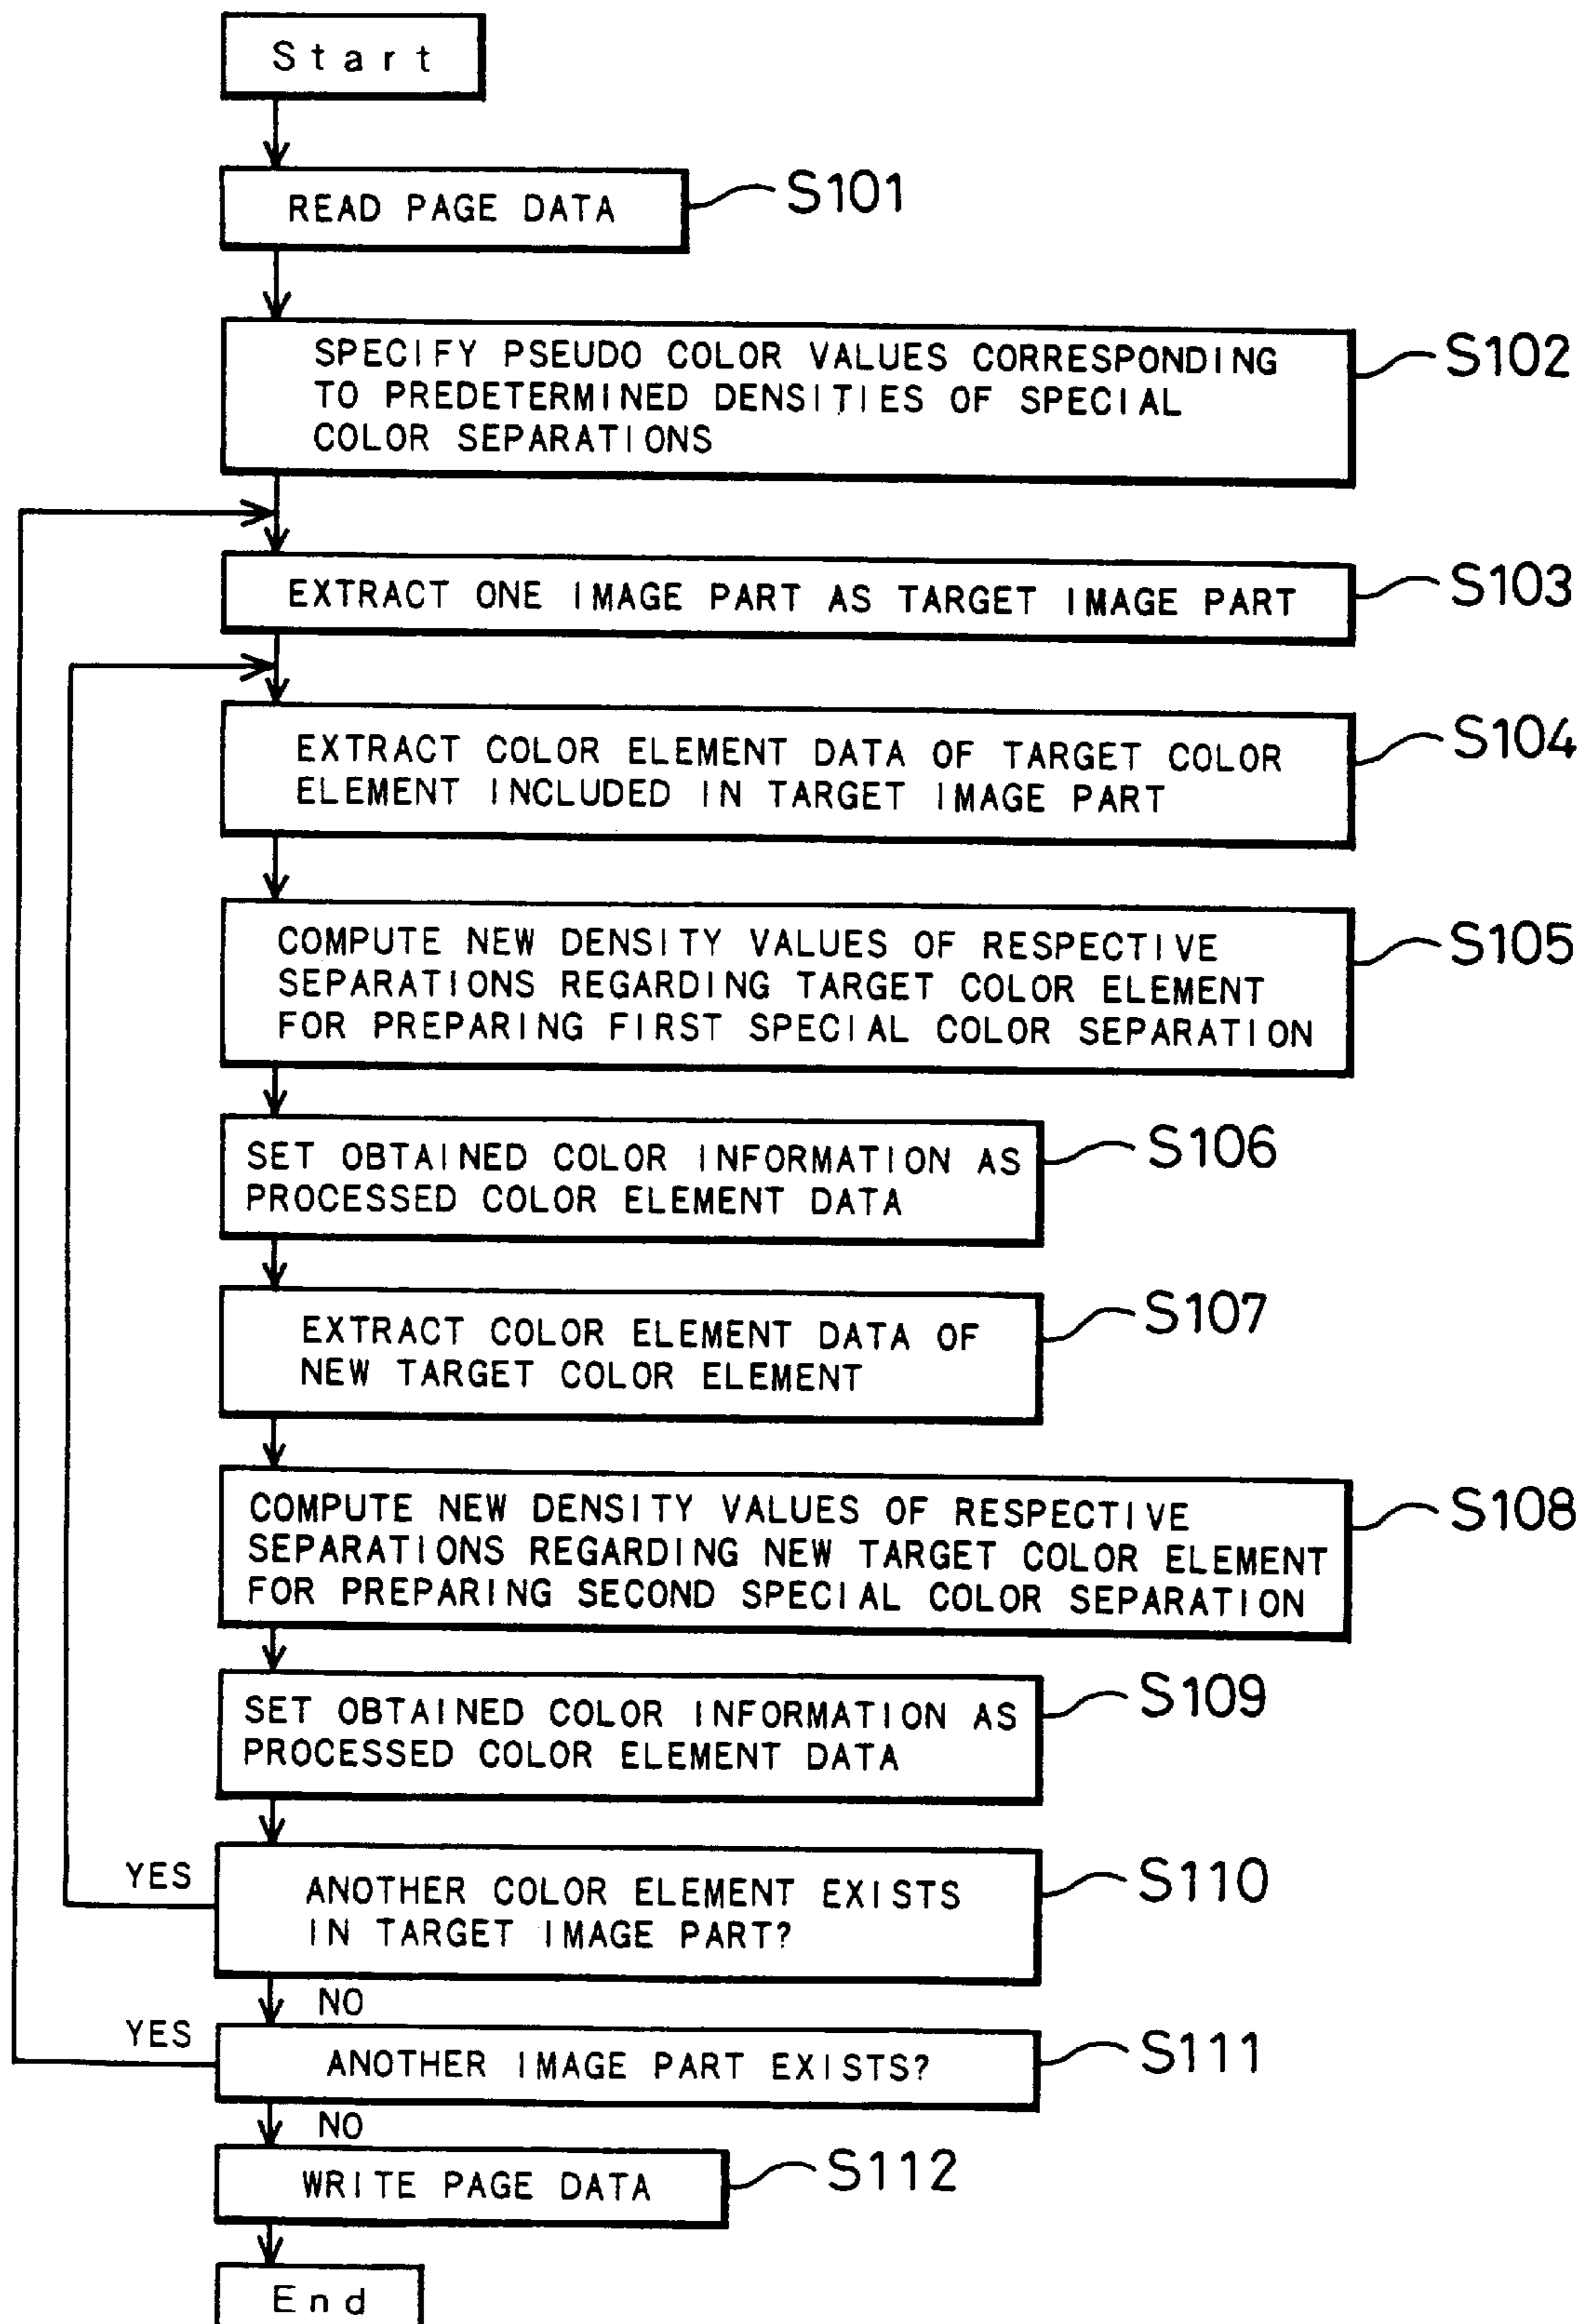 Start
READ PAGE DATA
S101
SPECIFY PSEUDO COLOR VALUES CORRESPONDING
TO PREDETERMINED DENSITIES OF SPECIAL
COLOR SEPARATIONS
S102
EXTRACT ONE IMAGE PART AS TARGET IMAGE PART
S103
EXTRACT COLOR ELEMENT DATA OF TARGET COLOR
ELEMENT INCLUDED IN TARGET IMAGE PART
S104
COMPUTE NEW DENSITY VALUES OF RESPECTIVE
SEPARATIONS REGARDING TARGET COLOR ELEMENT
FOR PREPARING FIRST SPECIAL COLOR SEPARATION
S105
SET OBTAINED COLOR INFORMATION AS
PROCESSED COLOR ELEMENT DATA
S106
EXTRACT COLOR ELEMENT DATA OF
NEW TARGET COLOR ELEMENT
S107
COMPUTE NEW DENSITY VALUES OF RESPECTIVE
SEPARATIONS REGARDING NEW TARGET COLOR ELEMENT
FOR PREPARING SECOND SPECIAL COLOR SEPARATION
S108
SET OBTAINED COLOR INFORMATION AS
PROCESSED COLOR ELEMENT DATA
S109
YES
ANOTHER COLOR ELEMENT EXISTS
IN TARGET IMAGE PART?
S110
NO
YES
ANOTHER IMAGE PART EXISTS?
S111
NO
WRITE PAGE DATA
S112
End